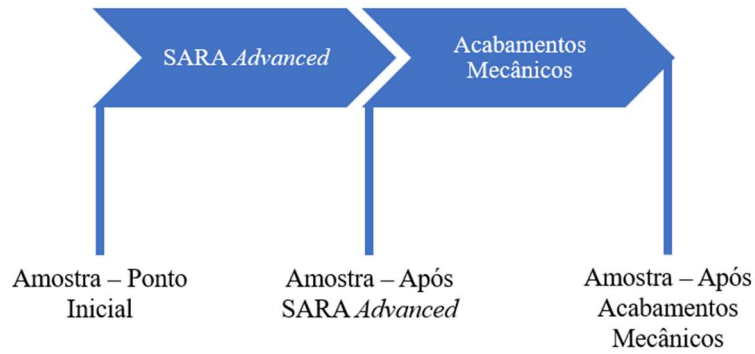 SARA Advanced
Acabamentos
Mecânicos
Amostra – Ponto
Inicial
Amostra – Após
SARA Advanced
Amostra – Após
Acabamentos
Mecânicos